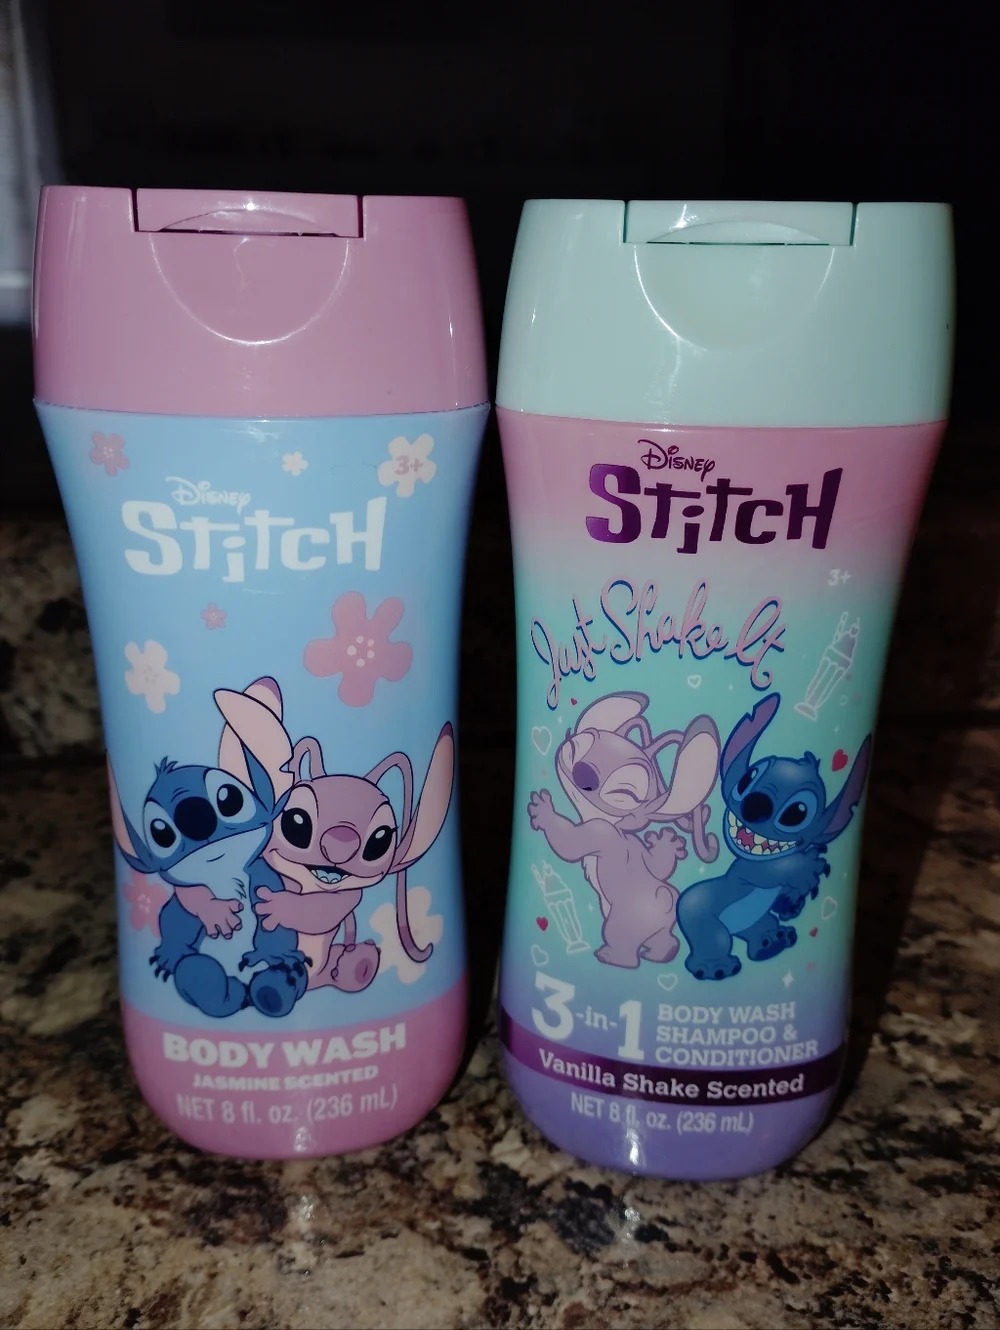 3+
Disney
Stitch
BODY WASH
JASMINE SCENTED
NET 8 fl. oz. (236 mL)
Disney
Stitch
3+
Just Shake It
3-in-1
BODY WASH
SHAMPOO &
CONDITIONER
Vanilla Shake Scented
NET 8 fl. oz. (236 mL)